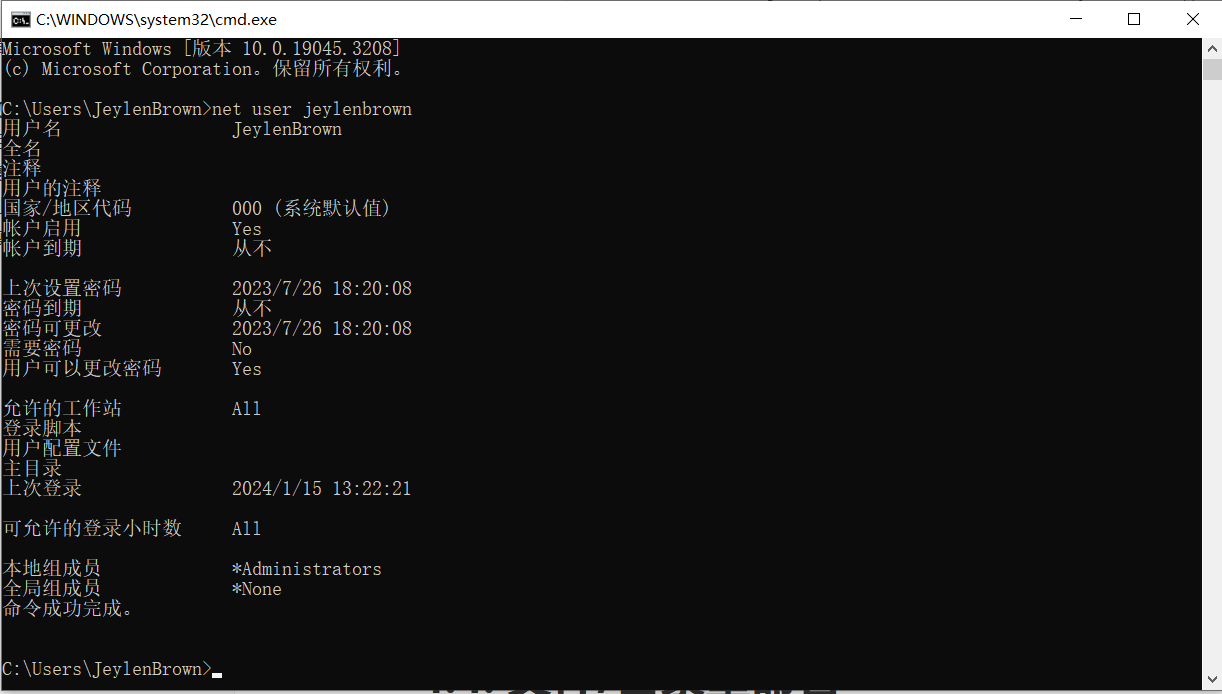 C:\WINDOWS\system32\cmd.exe
Microsoft Windows [版本 10.0.19045.3208]
(c) Microsoft Corporation。保留所有权利。
C:\Users\JeylenBrown>net user jeylenbrown
用户名 JeylenBrown
全名
注释
用户的注释
国家/地区代码 000 (系统默认值)
帐户启用 Yes
帐户到期 从不
上次设置密码 2023/7/26 18:20:08
密码到期 从不
密码可更改 2023/7/26 18:20:08
需要密码 No
用户可以更改密码 Yes
允许的工作站 All
登录脚本
用户配置文件
主目录
上次登录 2024/1/15 13:22:21
可允许的登录小时数 All
本地组成员 *Administrators
全局组成员 *None
命令成功完成。
C:\Users\JeylenBrown>